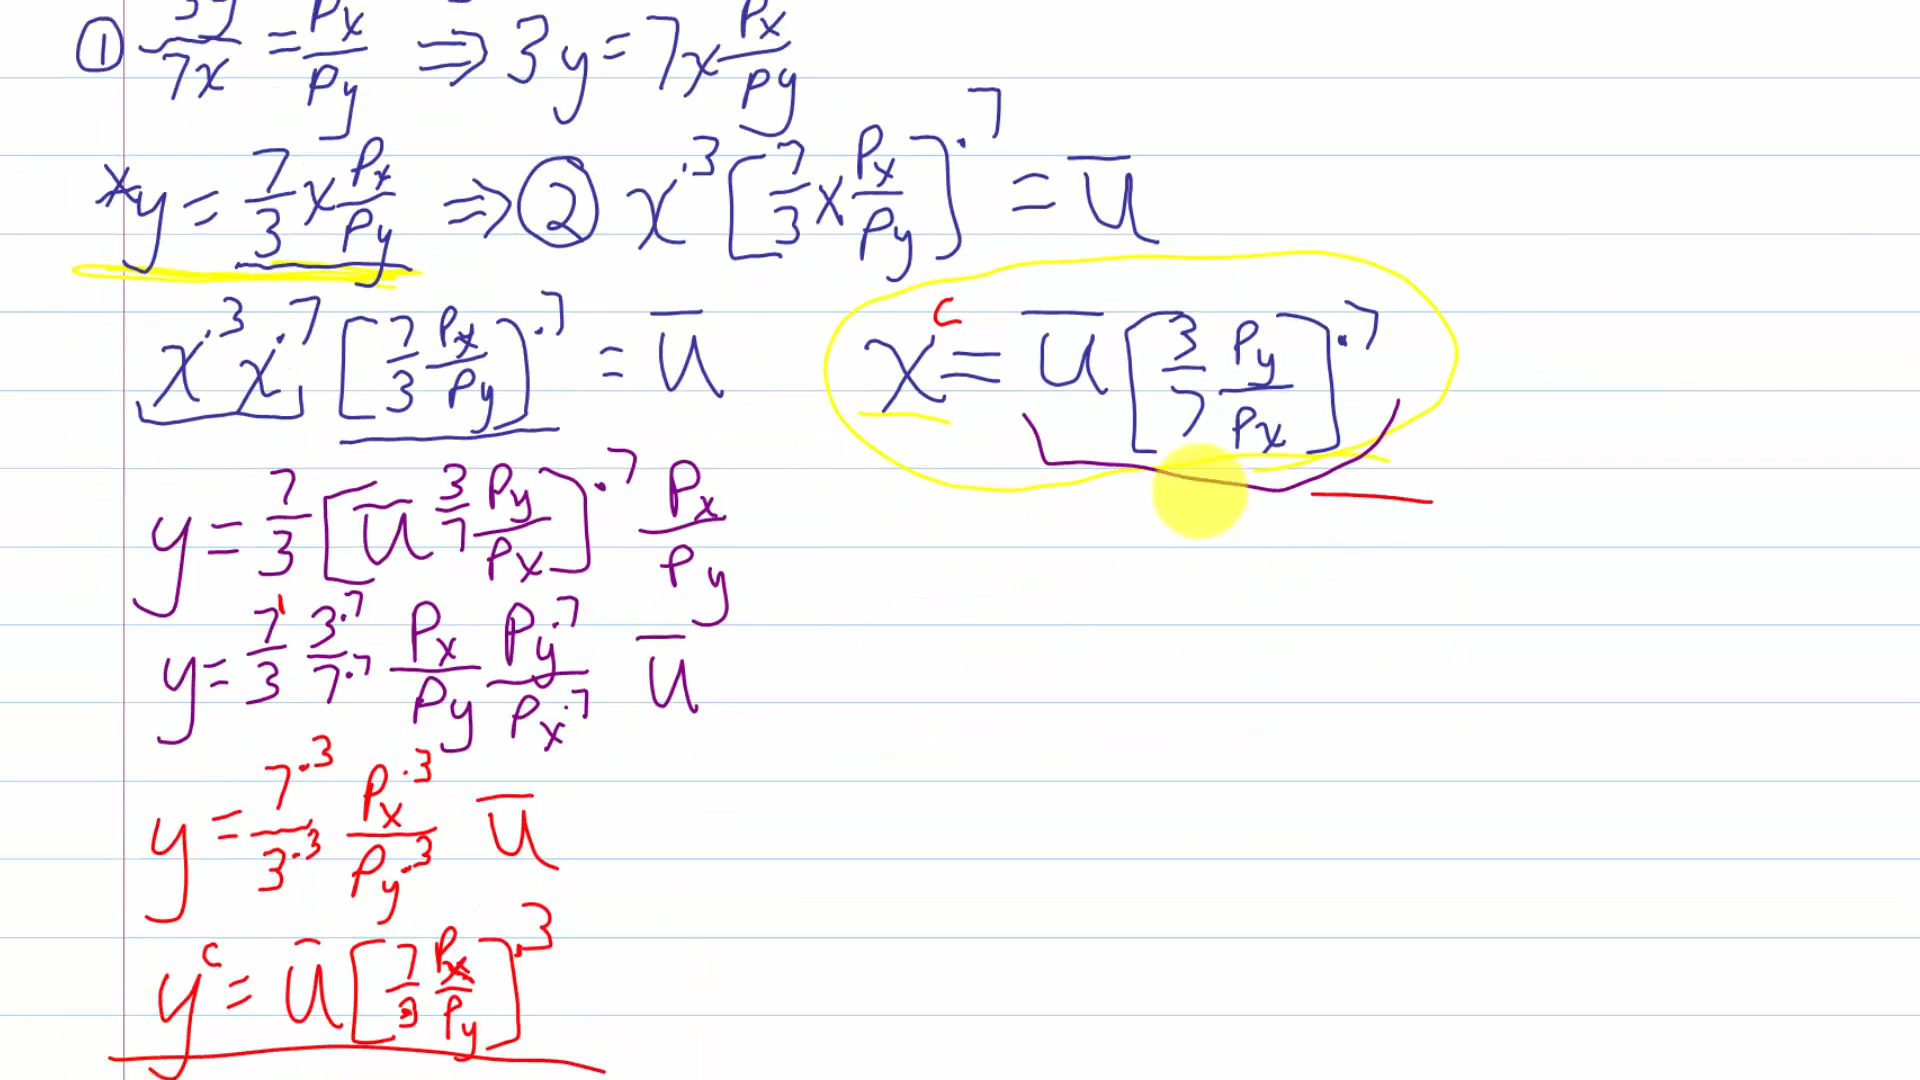 ① 3y/7x = Px/Py ⇒ 3y = 7x Px/Py
*y = 7/3 x Px/Py ⇒ ② x^.3 [7/3 x Px/Py]^.7 = u̅
x^.3 x^.7 [7/3 Px/Py]^.7 = u̅
x^c = u̅ [3/7 Py/Px]^.7
y = 7/3 [u̅ 3/7 Py/Px]^.7 Px/Py
y = 7^1/3 3^.7/7^.7 Px/Py Py^.7/Px^.7 u̅
y = 7^.3/3^.3 Px^.3/Py^.3 u̅
y^c = u̅ [7/3 Px/Py]^.3